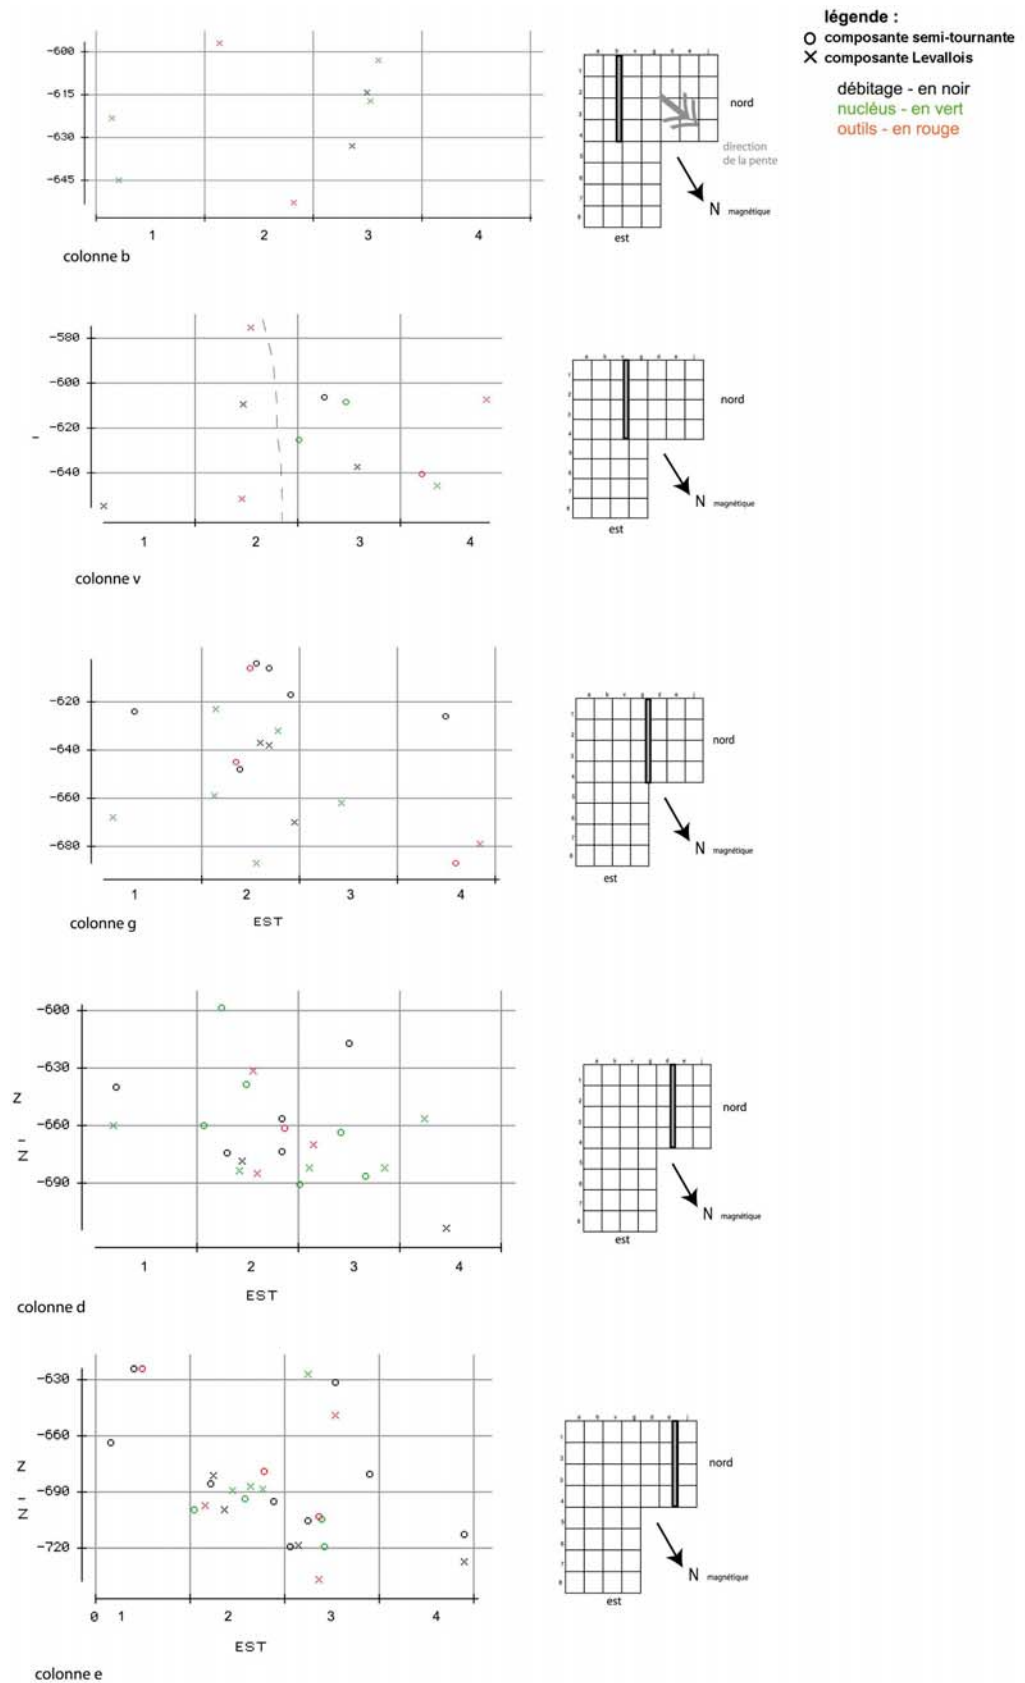 légende :
composante semi-tournante
composante Levallois
débitage - en noir
nucléus - en vert
outils - en rouge
-600
-615
-630
-645
1 2 3 4
colonne b
nord
direction
de la pente
N magnétique
est
-580
-600
-620
-640
1 2 3 4
colonne v
nord
N magnétique
est
-620
-640
-660
-680
1 2 3 4
EST
colonne g
nord
N magnétique
est
-600
-630
-660
-690
Z
Z
1 2 3 4
EST
colonne d
nord
N magnétique
est
-630
-660
-690
-720
Z
Z
0 1 2 3 4
EST
colonne e
nord
N magnétique
est